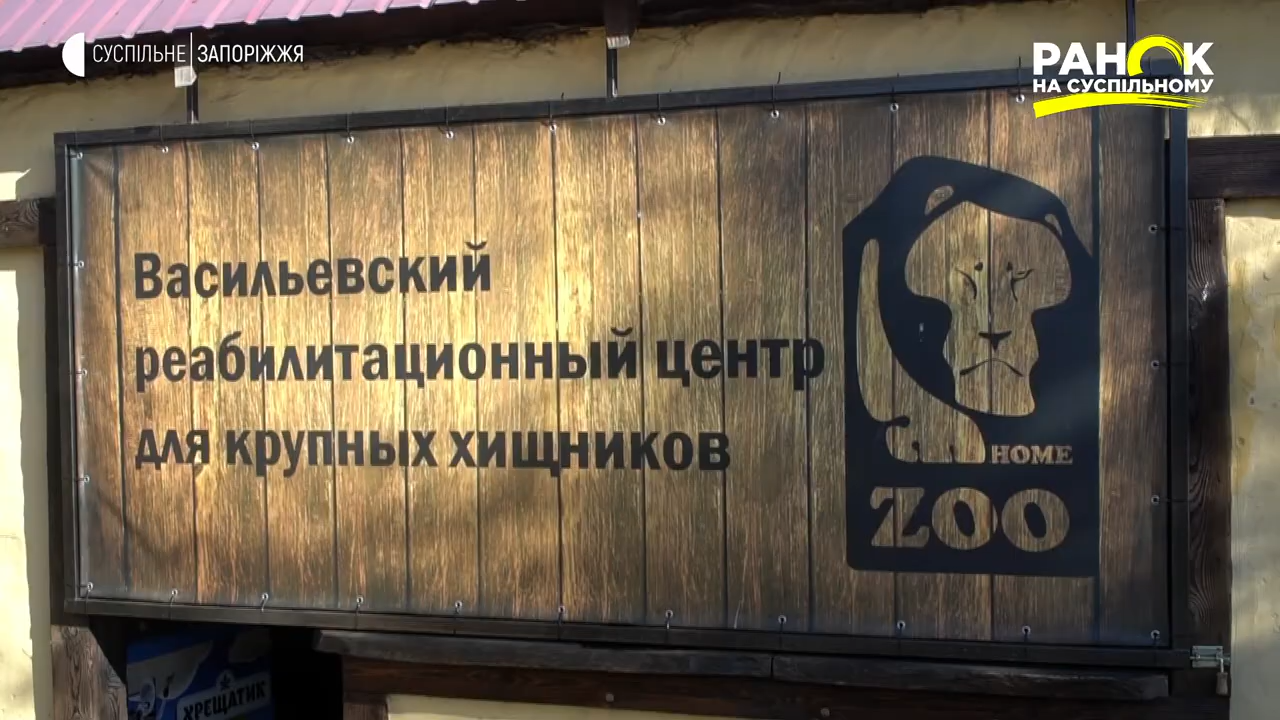 СУСПІЛЬНЕ ЗАПОРІЖЖЯ
РАНОК
НА СУСПІЛЬНОМУ
Васильевский
реабилитационный центр
для крупных хищников
HOME
ZOO
ХРЕЩАТИК